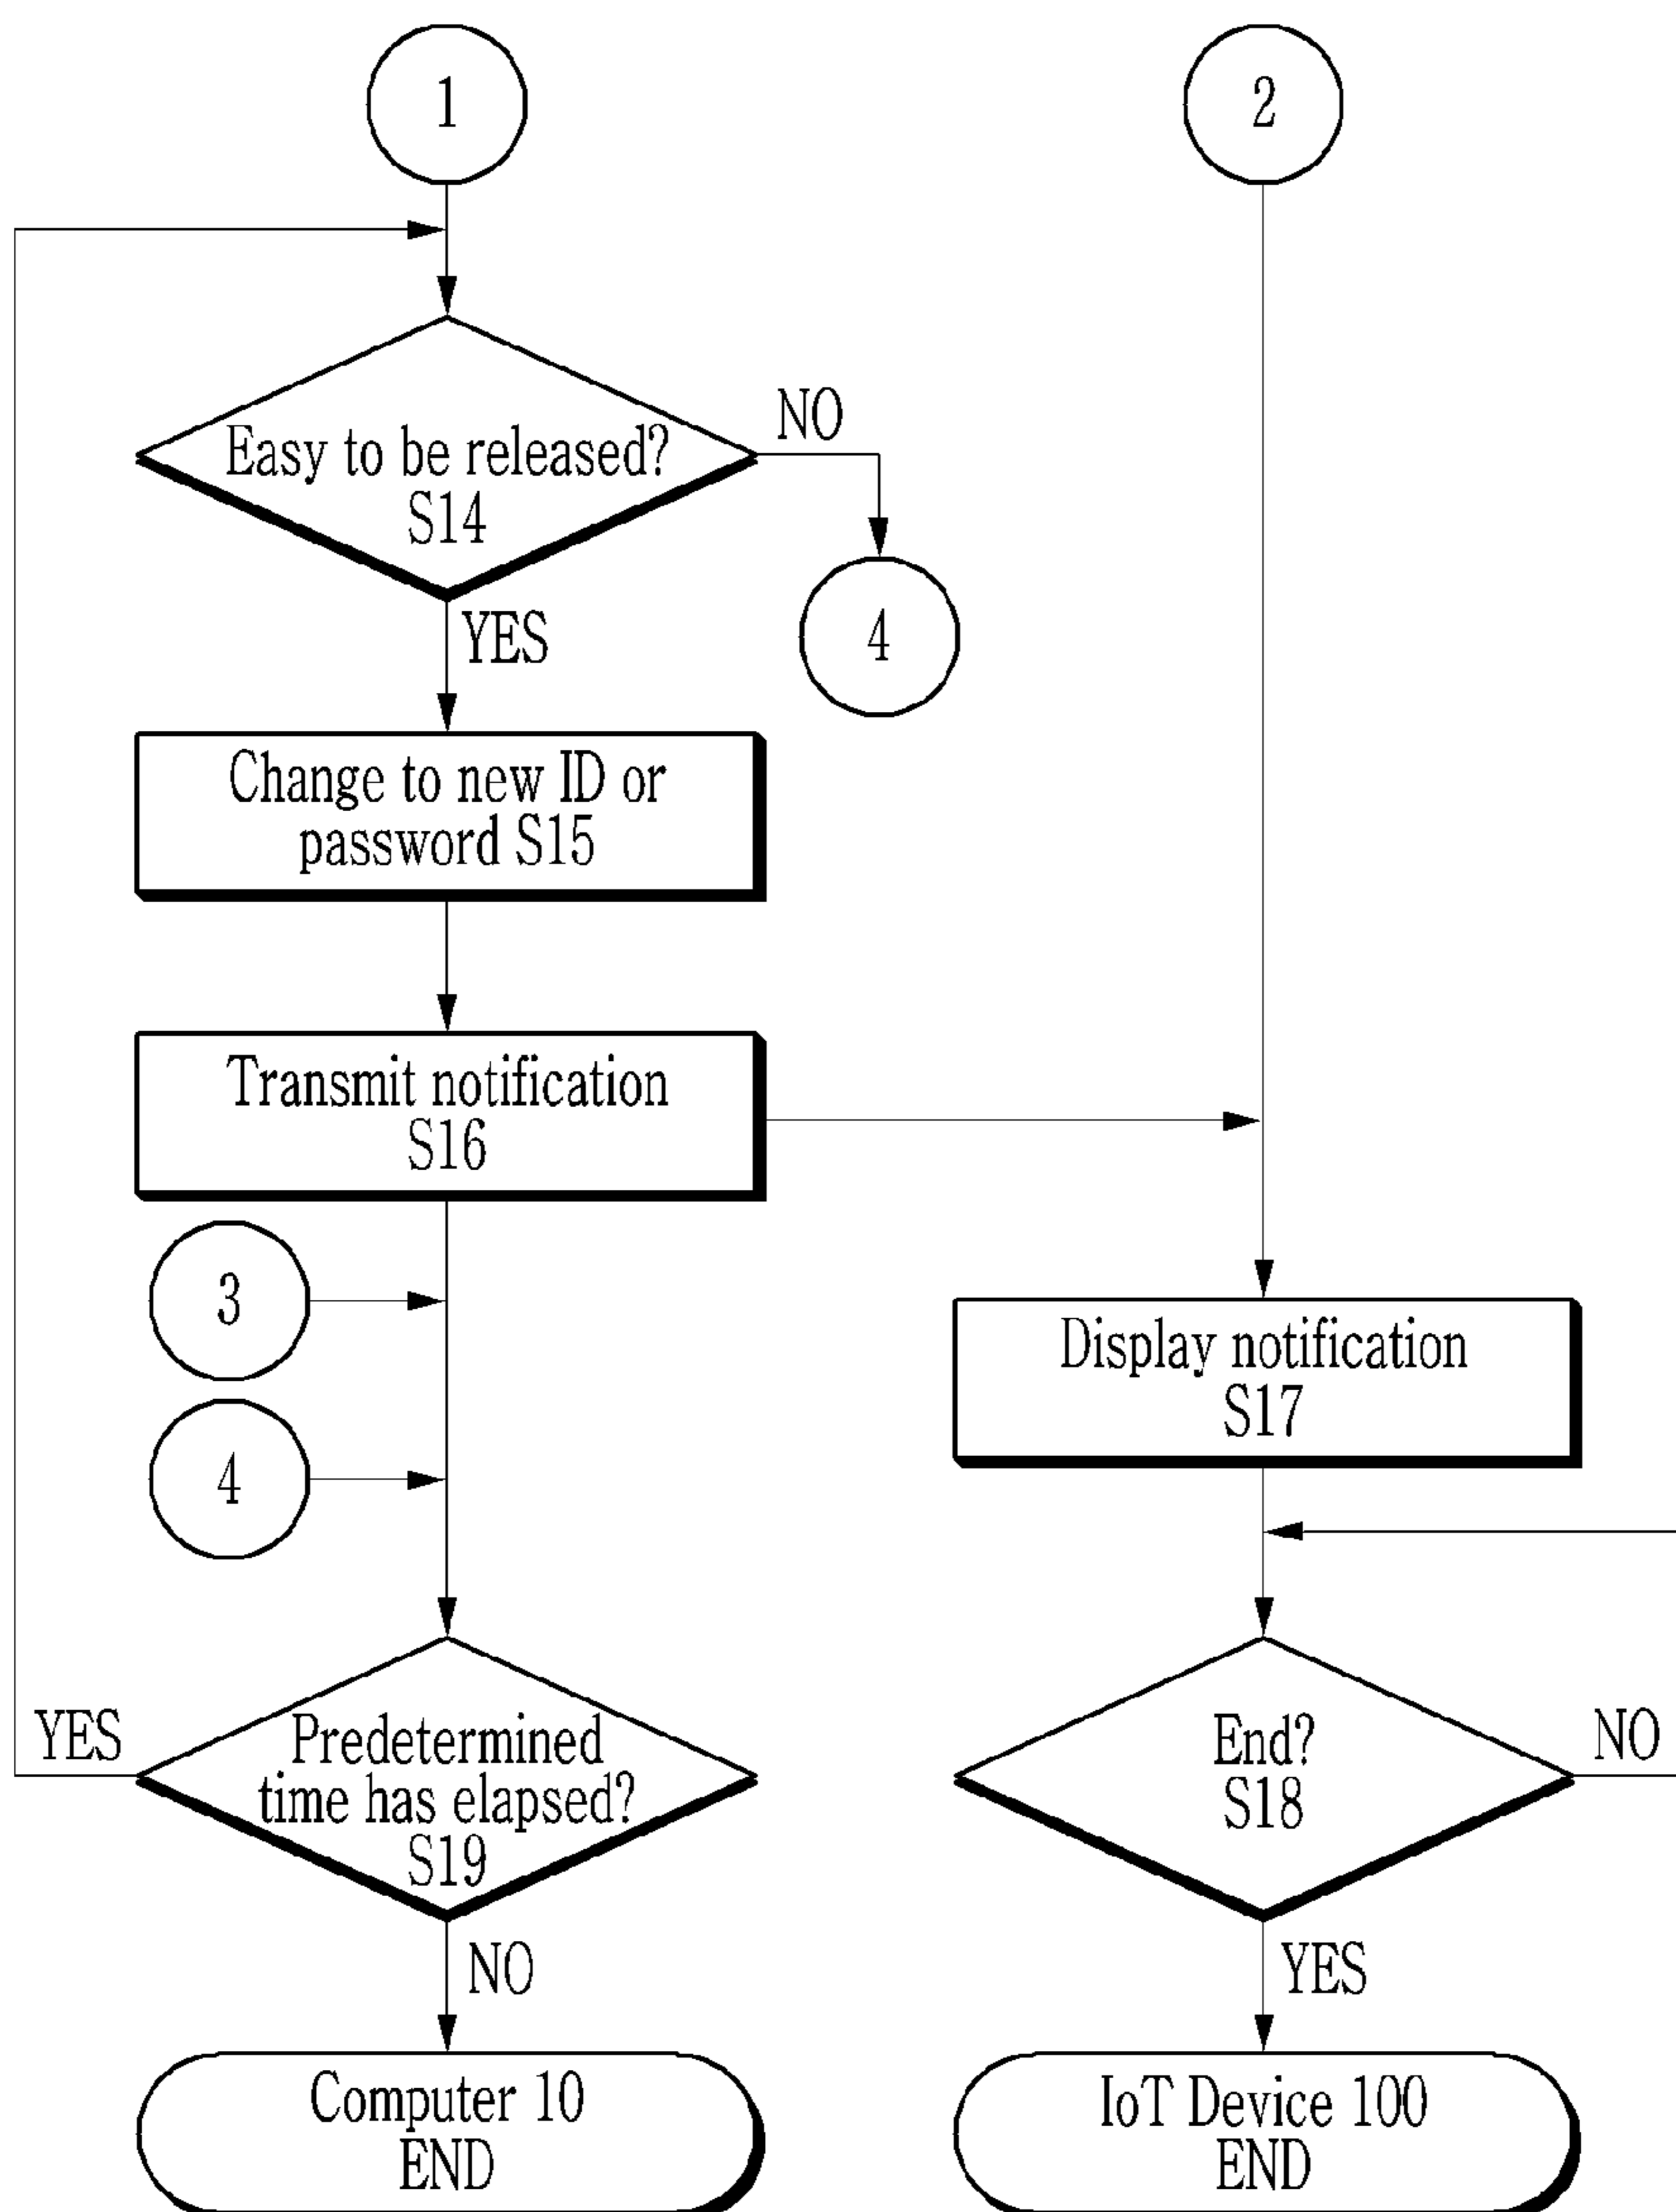 1
2
Easy to be released?
S14
NO
4
YES
Change to new ID or
password S15
Transmit notification
S16
3
4
Display notification
S17
YES
Predetermined
time has elapsed?
S19
NO
End?
S18
NO
YES
Computer 10
END
IoT Device 100
END